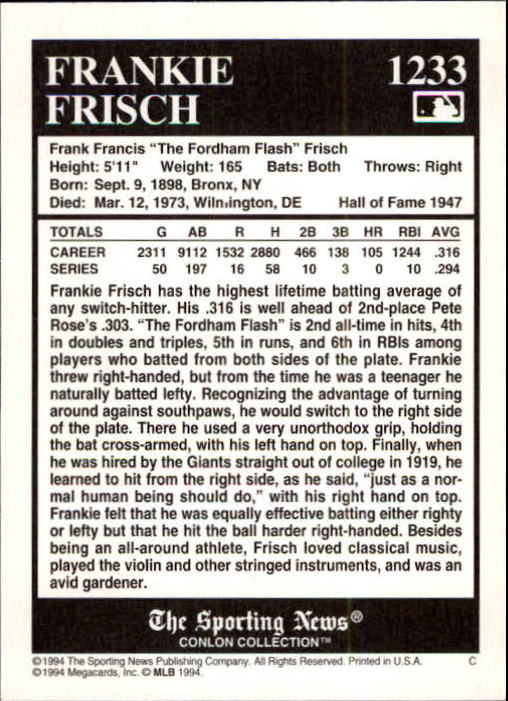 FRANKIE 1233
FRISCH
Frank Francis "The Fordham Flash" Frisch
Height: 5'11" Weight: 165 Bats: Both Throws: Right
Born: Sept. 9, 1898, Bronx, NY
Died: Mar. 12, 1973, Wilmington, DE Hall of Fame 1947
TOTALS G AB R H 2B 3B HR RBI AVG
CAREER 2311 9112 1532 2880 466 138 105 1244 .316
SERIES 50 197 16 58 10 3 0 10 .294
Frankie Frisch has the highest lifetime batting average of
any switch-hitter. His .316 is well ahead of 2nd-place Pete
Rose's .303. "The Fordham Flash" is 2nd all-time in hits, 4th
in doubles and triples, 5th in runs, and 6th in RBIs among
players who batted from both sides of the plate. Frankie
threw right-handed, but from the time he was a teenager he
naturally batted lefty. Recognizing the advantage of turning
around against southpaws, he would switch to the right side
of the plate. There he used a very unorthodox grip, holding
the bat cross-armed, with his left hand on top. Finally, when
he was hired by the Giants straight out of college in 1919, he
learned to hit from the right side, as he said, "just as a nor-
mal human being should do," with his right hand on top.
Frankie felt that he was equally effective batting either righty
or lefty but that he hit the ball harder right-handed. Besides
being an all-around athlete, Frisch loved classical music,
played the violin and other stringed instruments, and was an
avid gardener.
The Sporting News®
CONLON COLLECTION™
©1994 The Sporting News Publishing Company. All Rights Reserved. Printed in U.S.A. C
©1994 Megacards, Inc. © MLB 1994.